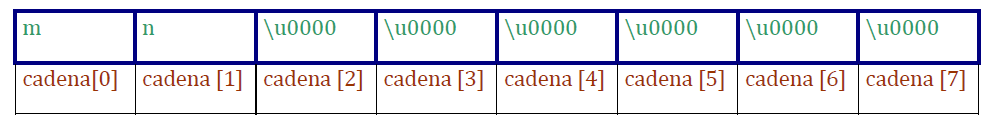 m n \u0000 \u0000 \u0000 \u0000 \u0000 \u0000
cadena[0] cadena [1] cadena [2] cadena [3] cadena [4] cadena [5] cadena [6] cadena [7]